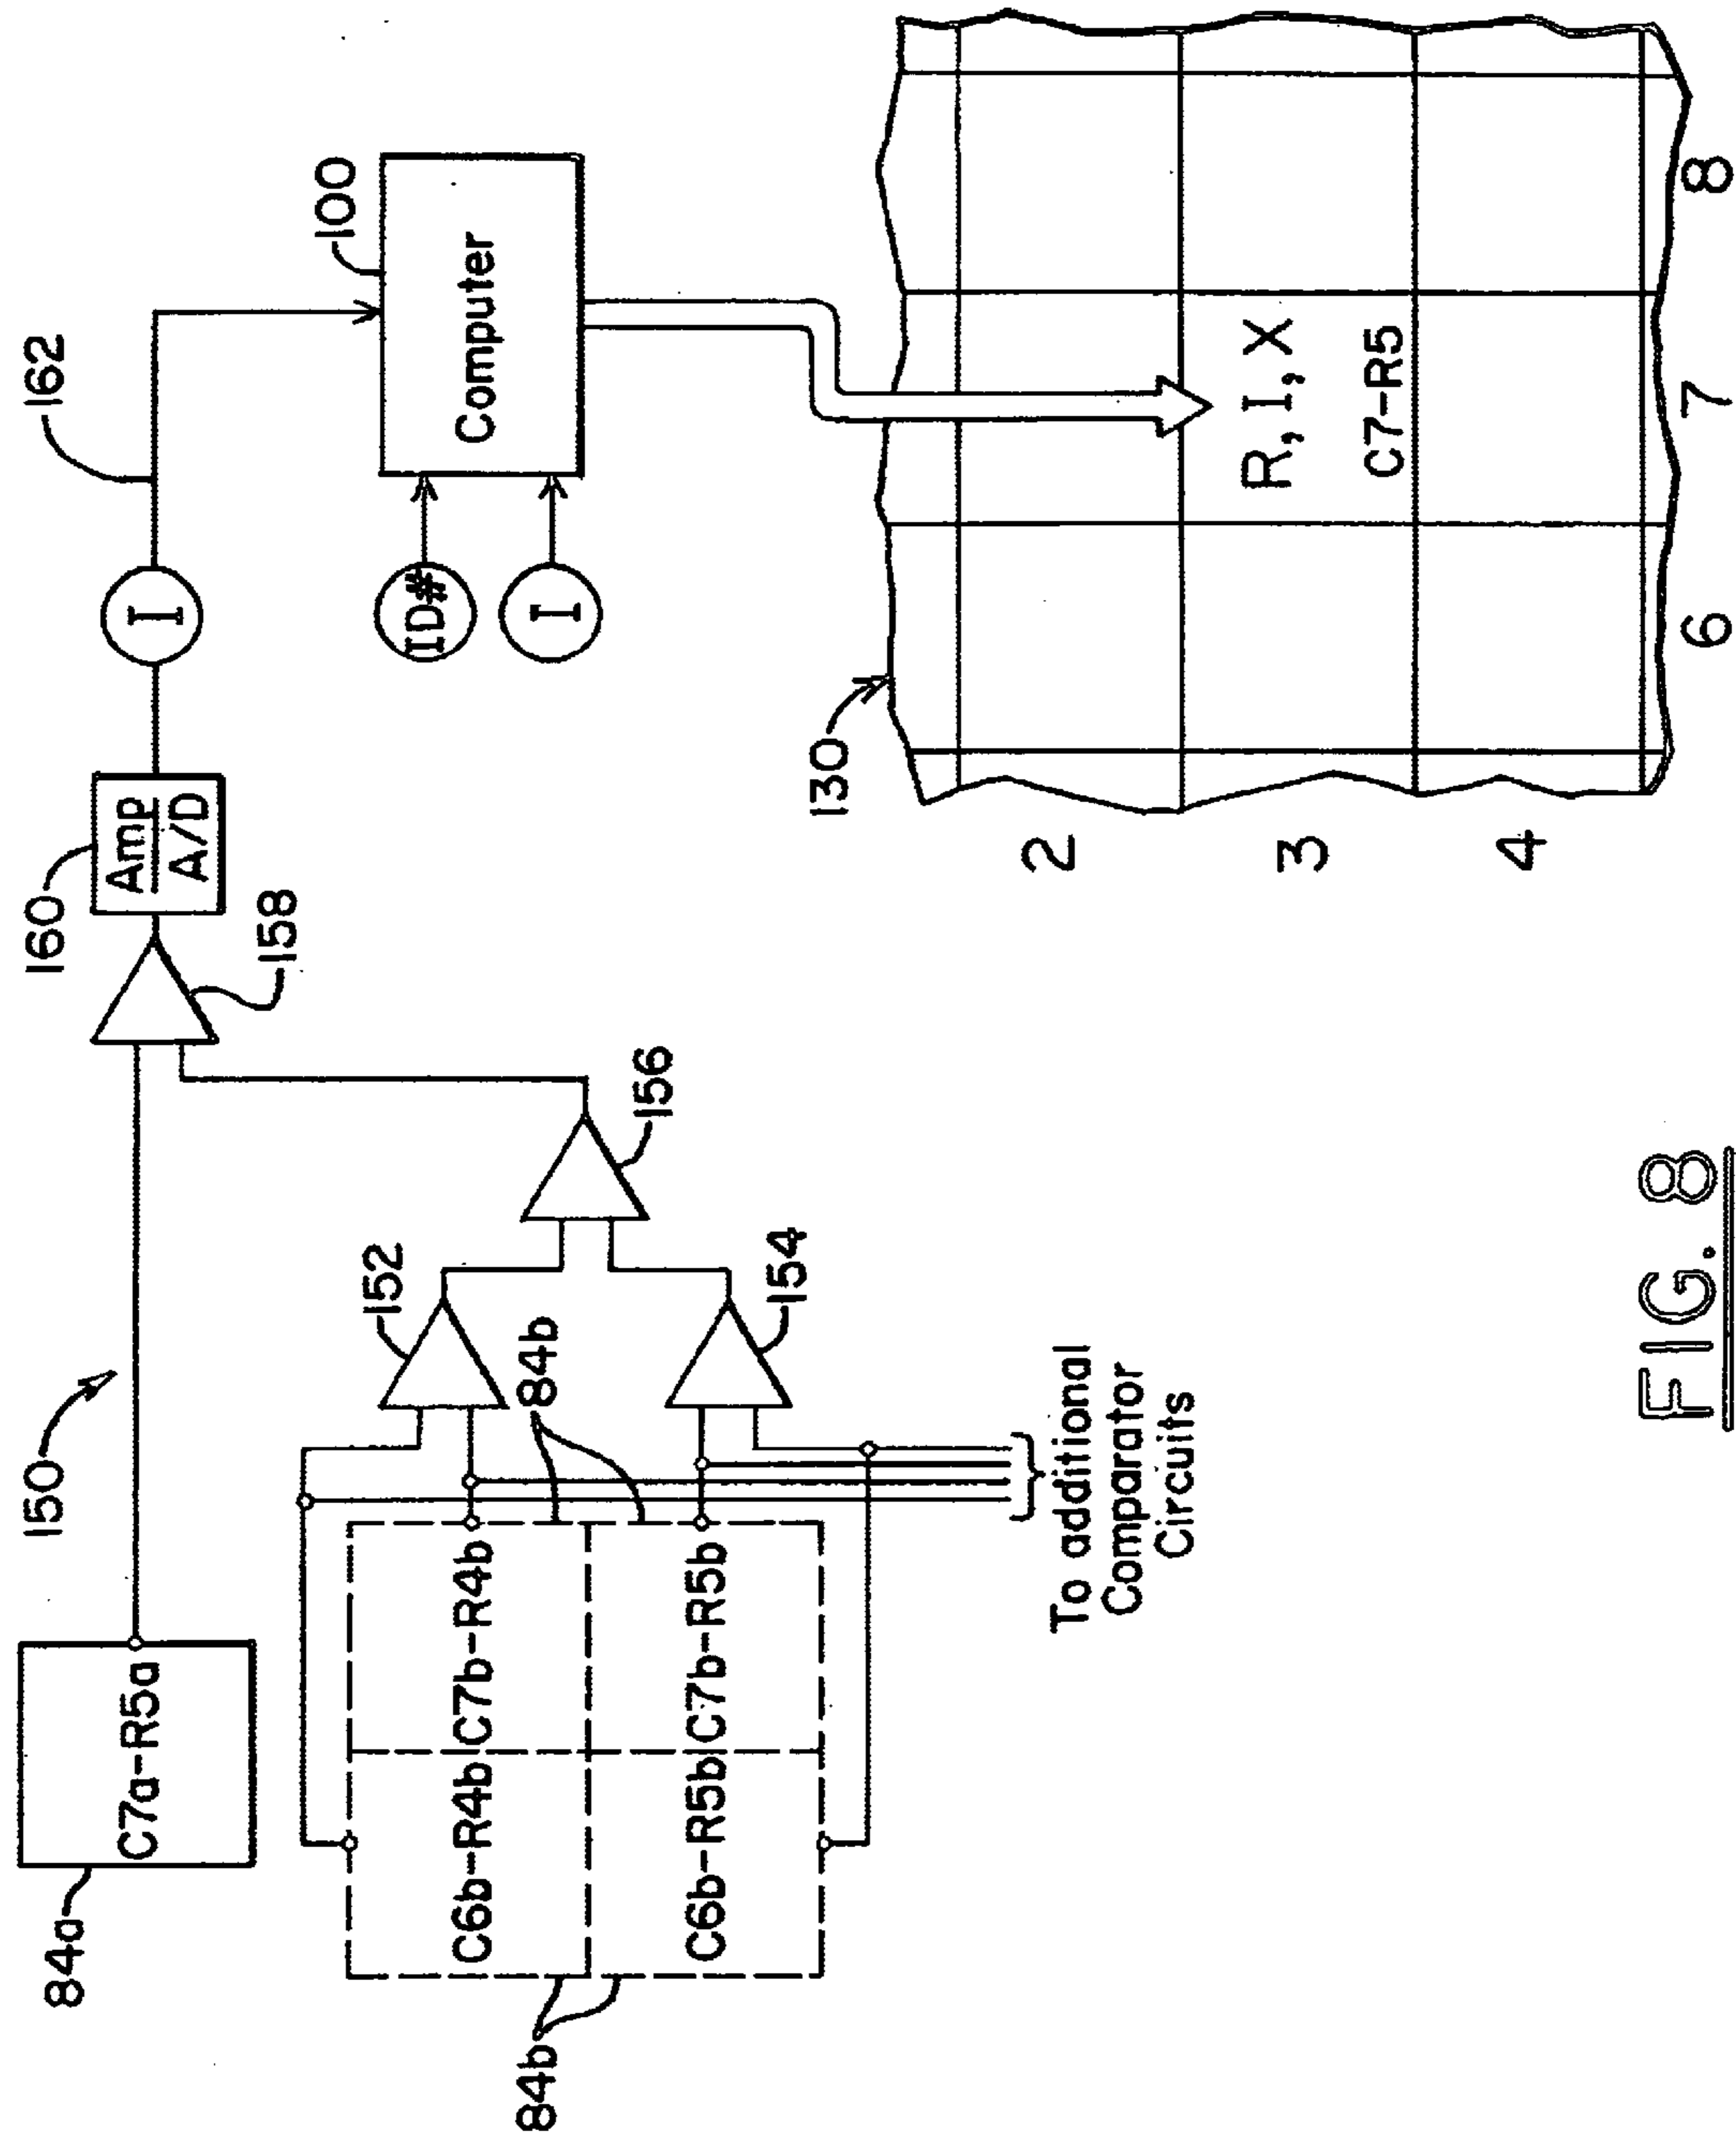 150
84a
C7a-R5a
84b
C6b-R4b
C7b-R4b
C6b-R5b
C7b-R5b
84b
152
154
156
158
160
Amp
A/D
I
162
ID#
I
100
Computer
To additional
Comparator
Circuits
130
2
3
4
R, I, X
C7-R5
6
7
8
FIG. 8